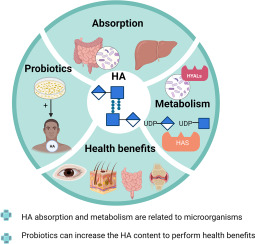 Absorption
Probiotics
HA
HYALs
+
Metabolism
HA
UDP
UDP
HAS
Health benefits
HA absorption and metabolism are related to microorganisms
Probiotics can increase the HA content to perform health benefits